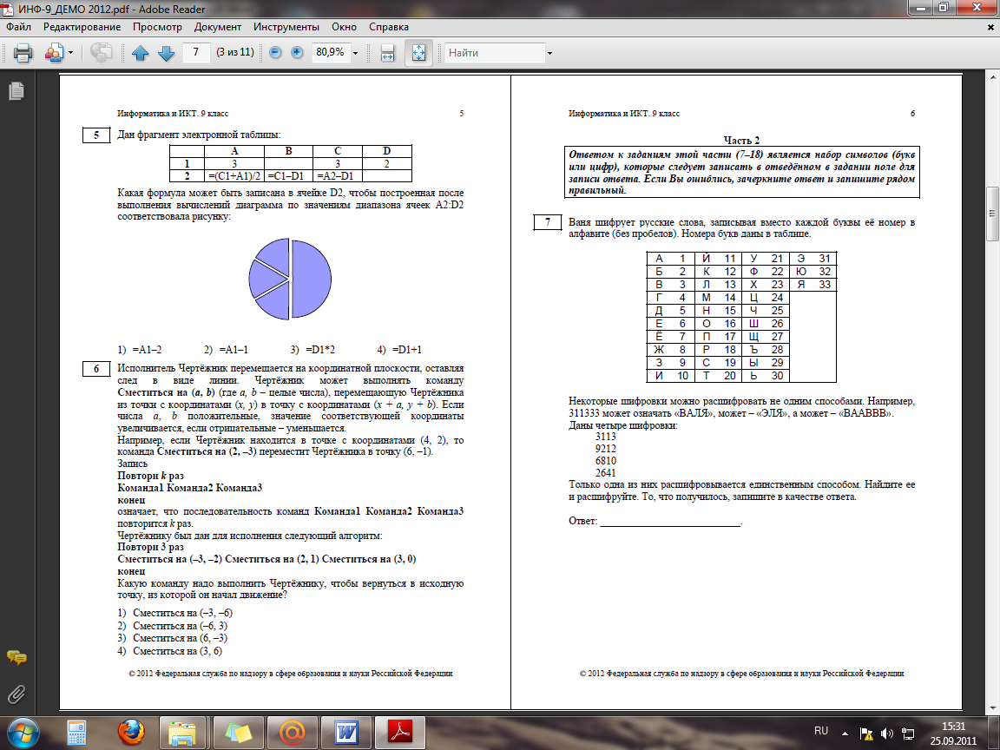 ИНФ-9_ДЕМО 2012.pdf - Adobe Reader
Файл Редактирование Просмотр Документ Инструменты Окно Справка
7 (3 из 11) 80,9% Найти
Информатика и ИКТ. 9 класс 5
5 Дан фрагмент электронной таблицы:
A B C D
1 3 3 2
2 =(C1+A1)/2 =C1–D1 =A2–D1
Какая формула может быть записана в ячейке D2, чтобы построенная после
выполнения вычислений диаграмма по значениям диапазона ячеек A2:D2
соответствовала рисунку:
1) =A1–2 2) =A1–1 3) =D1*2 4) =D1+1
6 Исполнитель Чертёжник перемещается на координатной плоскости, оставляя
след в виде линии. Чертёжник может выполнять команду
Сместиться на (a, b) (где a, b – целые числа), перемещающую Чертёжника
из точки с координатами (x, y) в точку с координатами (x + a, y + b). Если
числа a, b положительные, значение соответствующей координаты
увеличивается, если отрицательные – уменьшается.
Например, если Чертёжник находится в точке с координатами (4, 2), то
команда Сместиться на (2, –3) переместит Чертёжника в точку (6, –1).
Запись
Повтори k раз
Команда1 Команда2 Команда3
конец
означает, что последовательность команд Команда1 Команда2 Команда3
повторится k раз.
Чертёжнику был дан для исполнения следующий алгоритм:
Повтори 3 раз
Сместиться на (–3, –2) Сместиться на (2, 1) Сместиться на (3, 0)
конец
Какую команду надо выполнить Чертёжнику, чтобы вернуться в исходную
точку, из которой он начал движение?
1) Сместиться на (–3, –6)
2) Сместиться на (–6, 3)
3) Сместиться на (6, –3)
4) Сместиться на (3, 6)
© 2012 Федеральная служба по надзору в сфере образования и науки Российской Федерации
Информатика и ИКТ. 9 класс 6
Часть 2
Ответом к заданиям этой части (7–18) является набор символов (букв
или цифр), которые следует записать в отведённом в задании поле для
записи ответа. Если Вы ошиблись, зачеркните ответ и запишите рядом
правильный.
7 Ваня шифрует русские слова, записывая вместо каждой буквы её номер в
алфавите (без пробелов). Номера букв даны в таблице.
А 1 Й 11 У 21 Э 31
Б 2 К 12 Ф 22 Ю 32
В 3 Л 13 Х 23 Я 33
Г 4 М 14 Ц 24
Д 5 Н 15 Ч 25
Е 6 О 16 Ш 26
Ё 7 П 17 Щ 27
Ж 8 Р 18 Ъ 28
З 9 С 19 Ы 29
И 10 Т 20 Ь 30
Некоторые шифровки можно расшифровать не одним способами. Например,
311333 может означать «ВАЛЯ», может – «ЭЛЯ», а может – «ВААВВВ».
Даны четыре шифровки:
3113
9212
6810
2641
Только одна из них расшифровывается единственным способом. Найдите ее
и расшифруйте. То, что получилось, запишите в качестве ответа.
Ответ: ___________________________.
© 2012 Федеральная служба по надзору в сфере образования и науки Российской Федерации
RU 15:31
25.09.2011